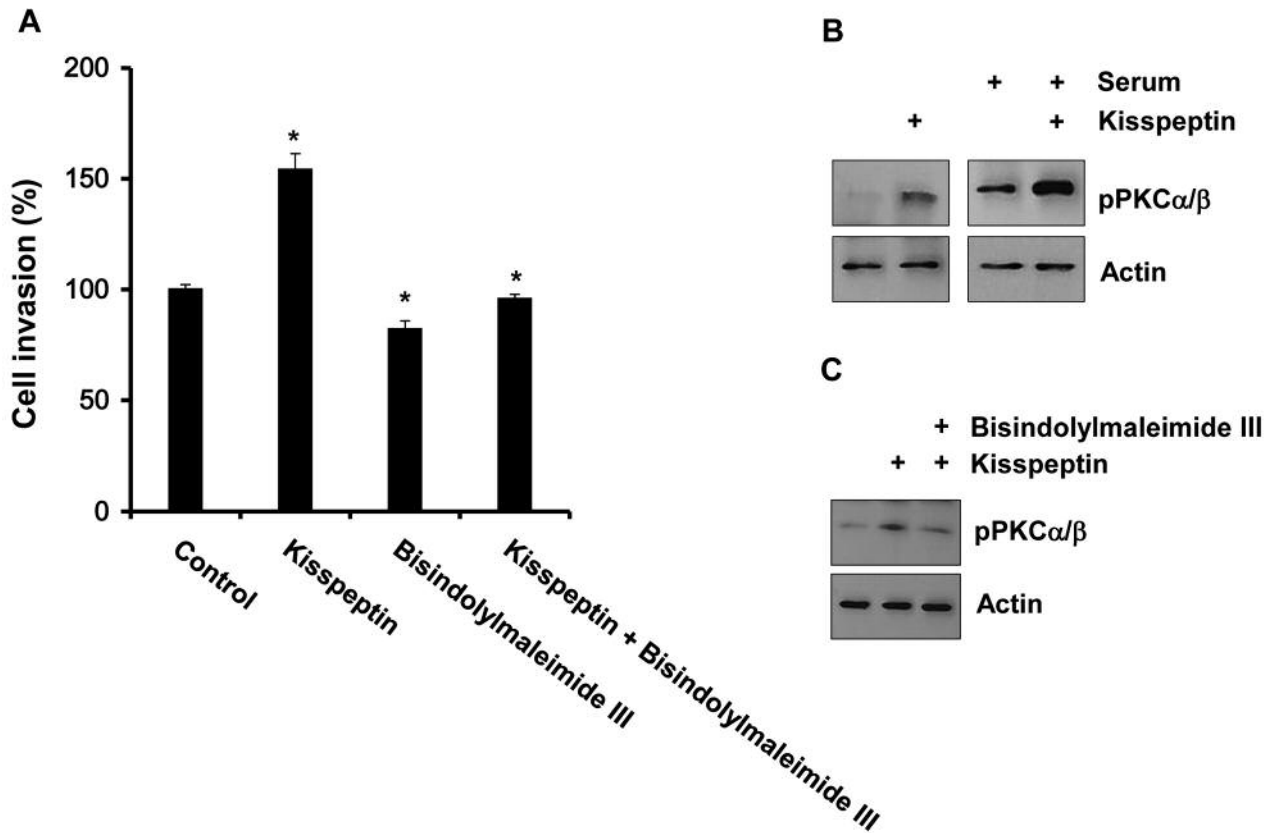 A
Cell invasion (%)
200
150
100
50
0
*
*
*
*
Control
Kisspeptin
Bisindolylmaleimide III
Kisspeptin + Bisindolylmaleimide III
B
+ + Serum
+ + Kisspeptin
pPKCα/β
Actin
C
+ Bisindolylmaleimide III
+ + Kisspeptin
pPKCα/β
Actin